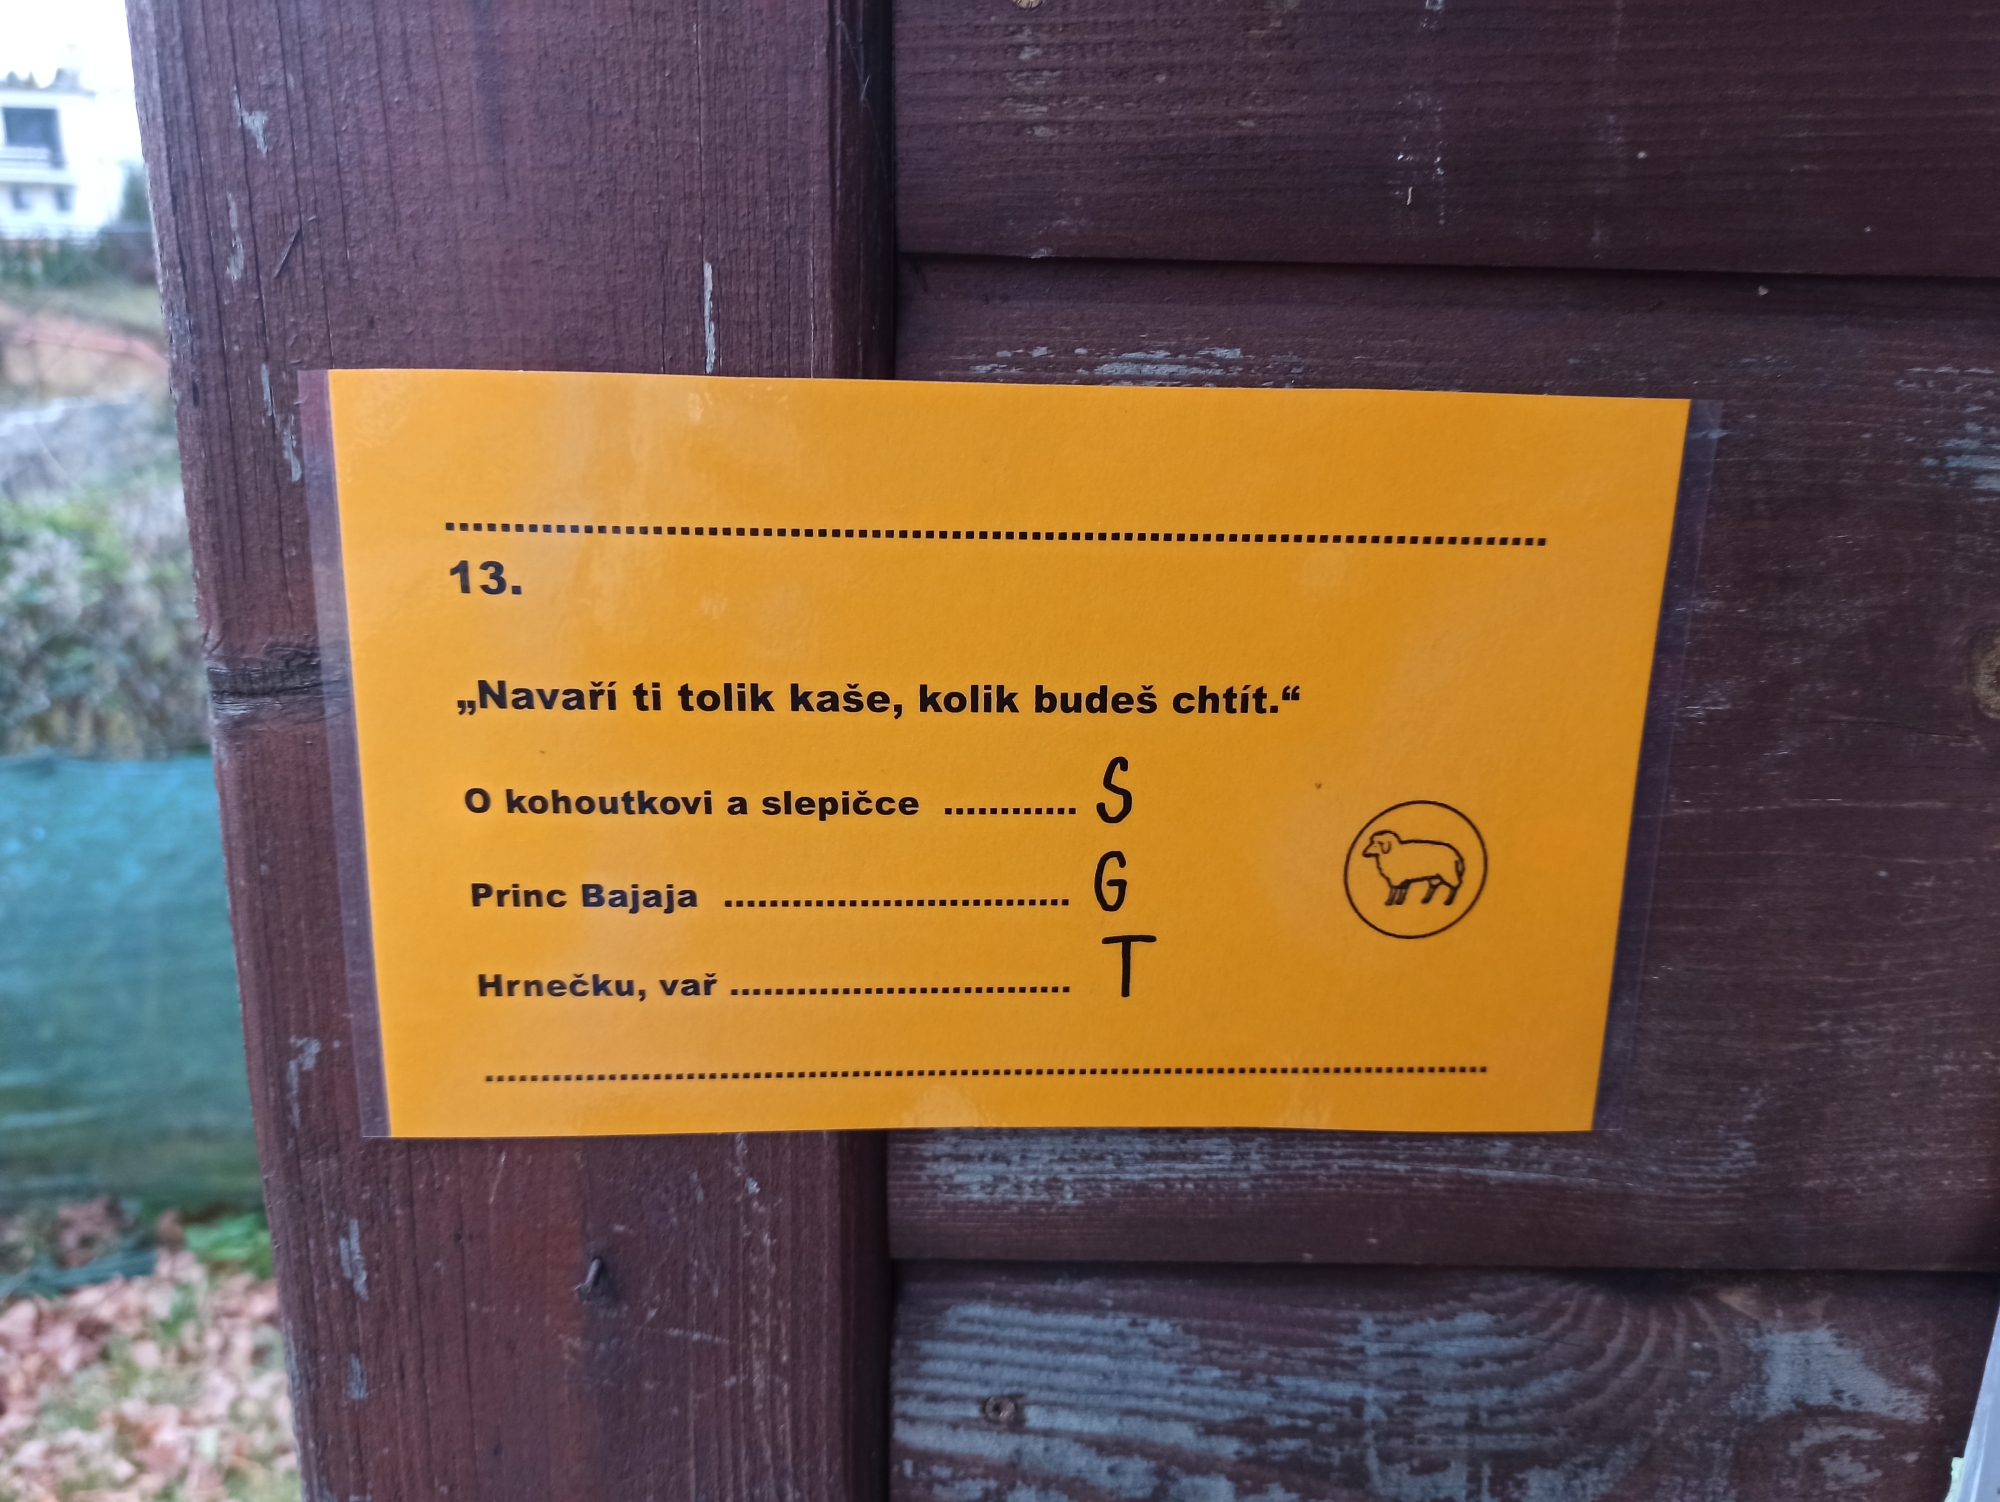 13.
„Navaří ti tolik kaše, kolik budeš chtít.“
O kohoutkovi a slepičce ............ S
Princ Bajaja ............................... G
Hrnečku, vař .............................. T